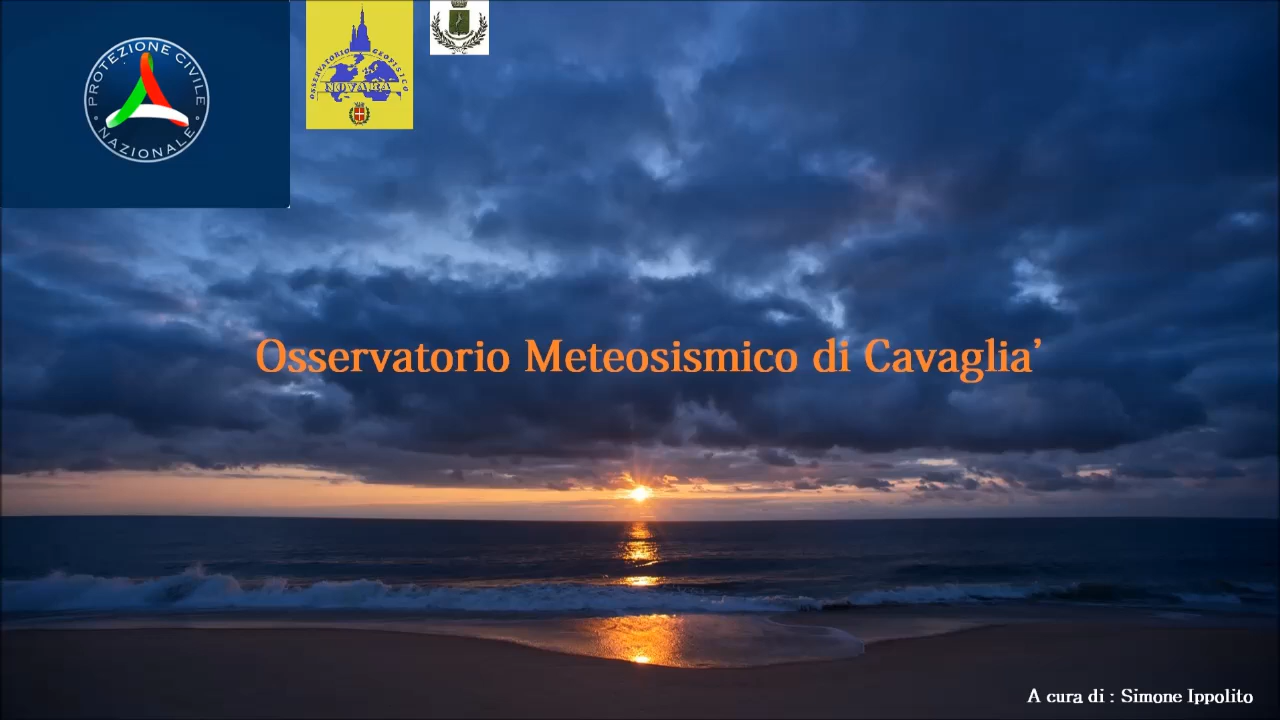 PROTEZIONE CIVILE
NAZIONALE
OSSERVATORIO GEOFISICO
NOVARA
Osservatorio Meteosismico di Cavaglia’
A cura di : Simone Ippolito